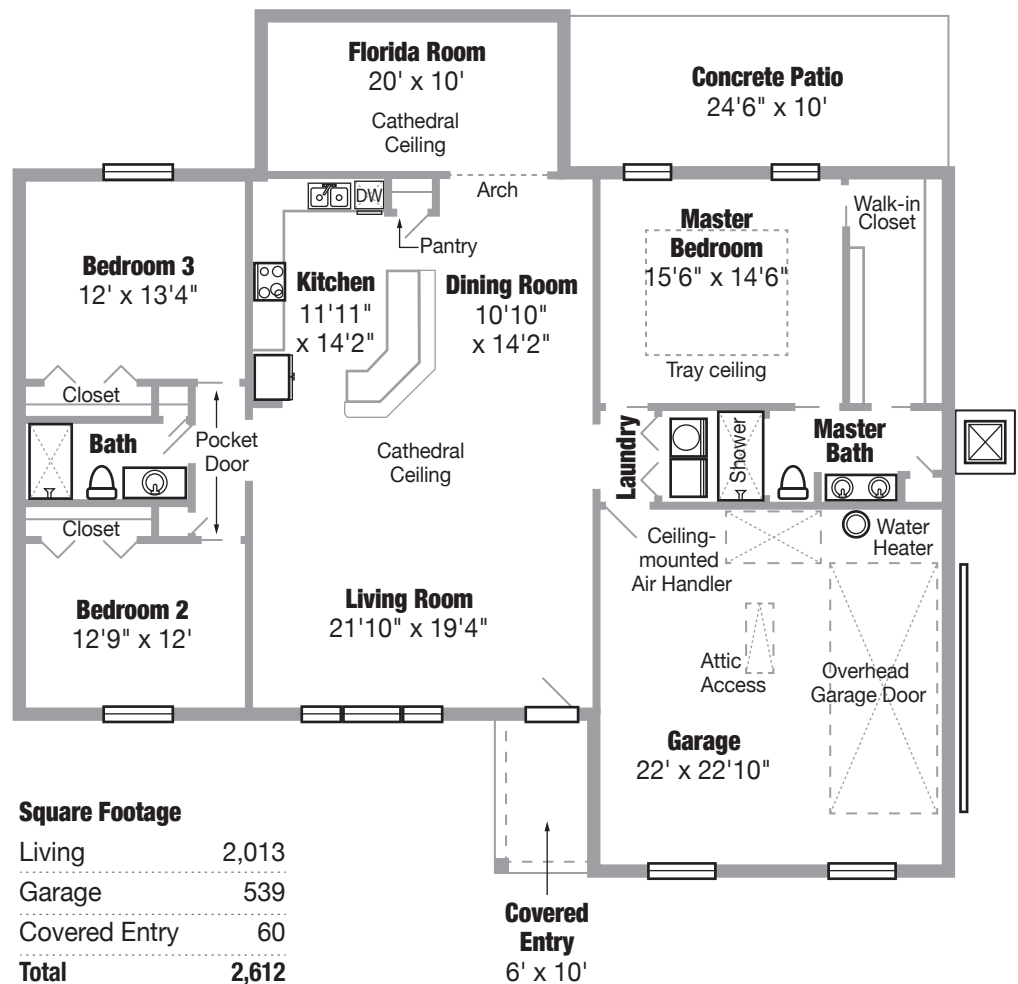 Florida Room
20' x 10'
Cathedral
Ceiling
Concrete Patio
24'6" x 10'
Arch
DW
Pantry
Walk-in
Closet
Master
Bedroom
15'6" x 14'6"
Tray ceiling
Bedroom 3
12' x 13'4"
Kitchen
11'11"
x 14'2"
Dining Room
10'10"
x 14'2"
Closet
Bath
Pocket
Door
Cathedral
Ceiling
Laundry
Shower
Master
Bath
Closet
Ceiling-
mounted
Air Handler
Water
Heater
Bedroom 2
12'9" x 12'
Living Room
21'10" x 19'4"
Attic
Access
Overhead
Garage Door
Garage
22' x 22'10"
Square Footage
Living 2,013
Garage 539
Covered Entry 60
Total 2,612
Covered
Entry
6' x 10'